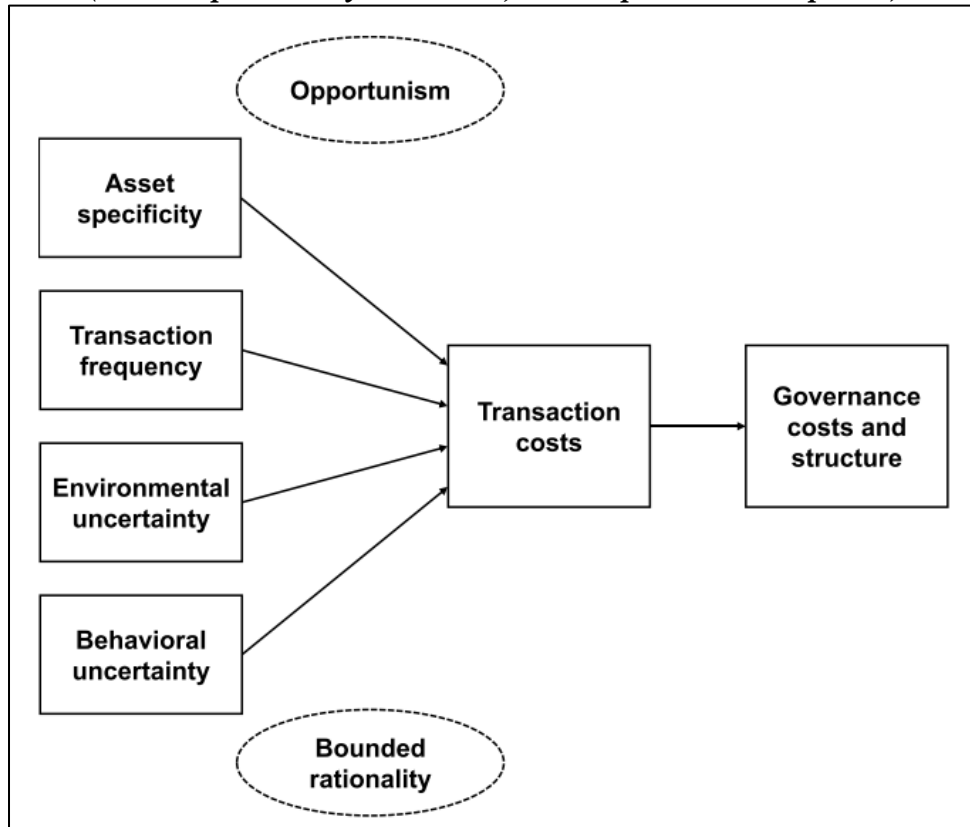 Opportunism
Asset
specificity
Transaction
frequency
Environmental
uncertainty
Behavioral
uncertainty
Transaction
costs
Governance
costs and
structure
Bounded
rationality